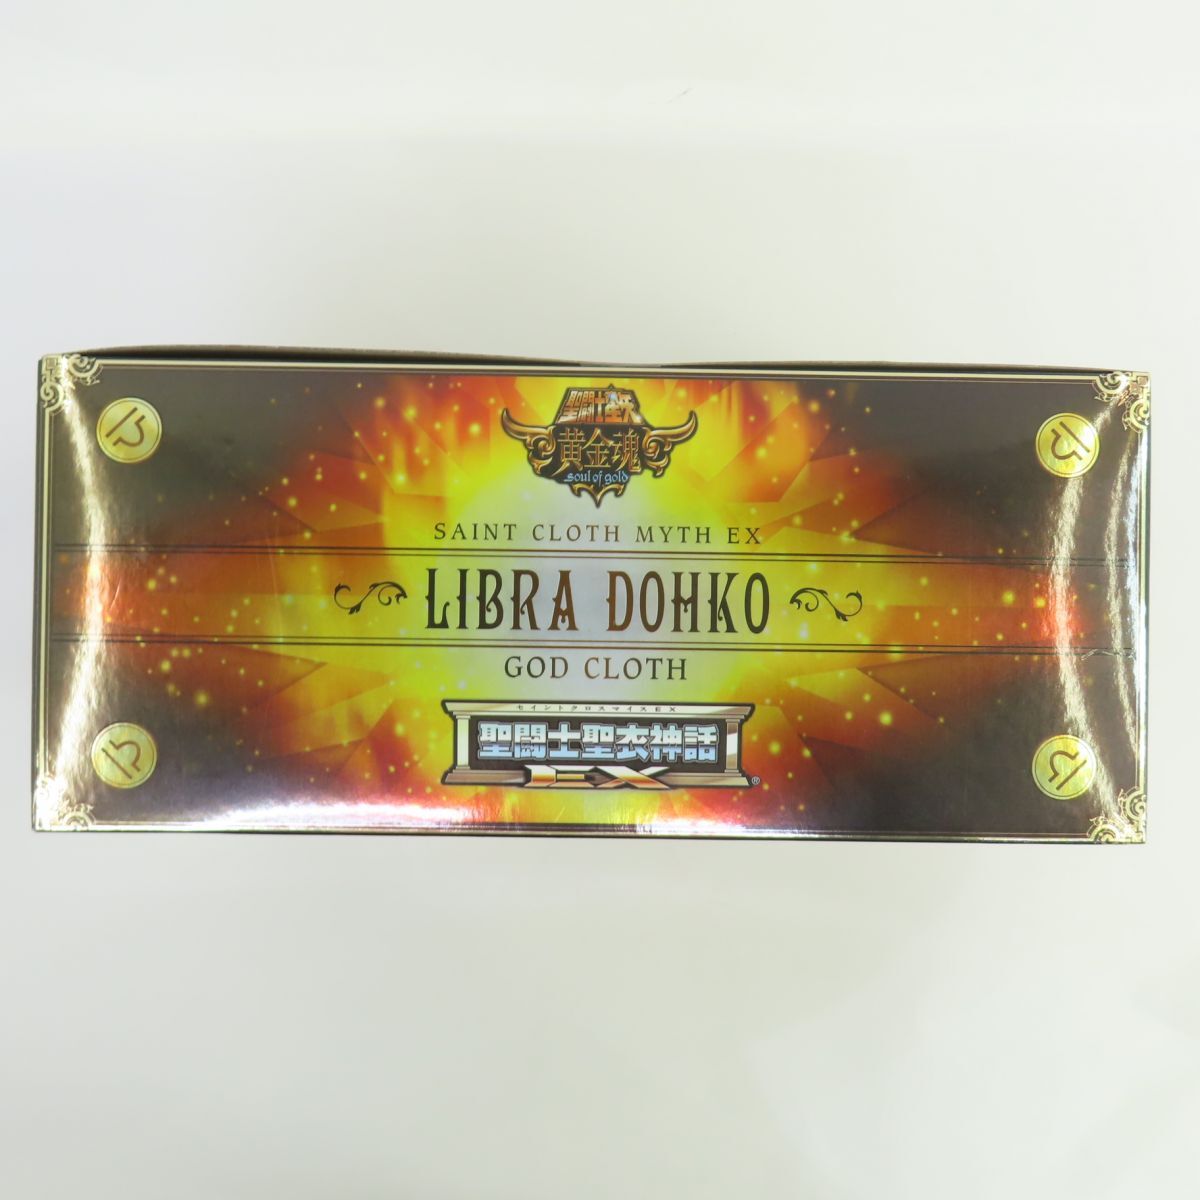 聖闘士星矢
黄金魂
soul of gold
SAINT CLOTH MYTH EX
LIBRA DOHKO
GOD CLOTH
セイントクロスマイスEX
聖闘士聖衣神話
EX
®